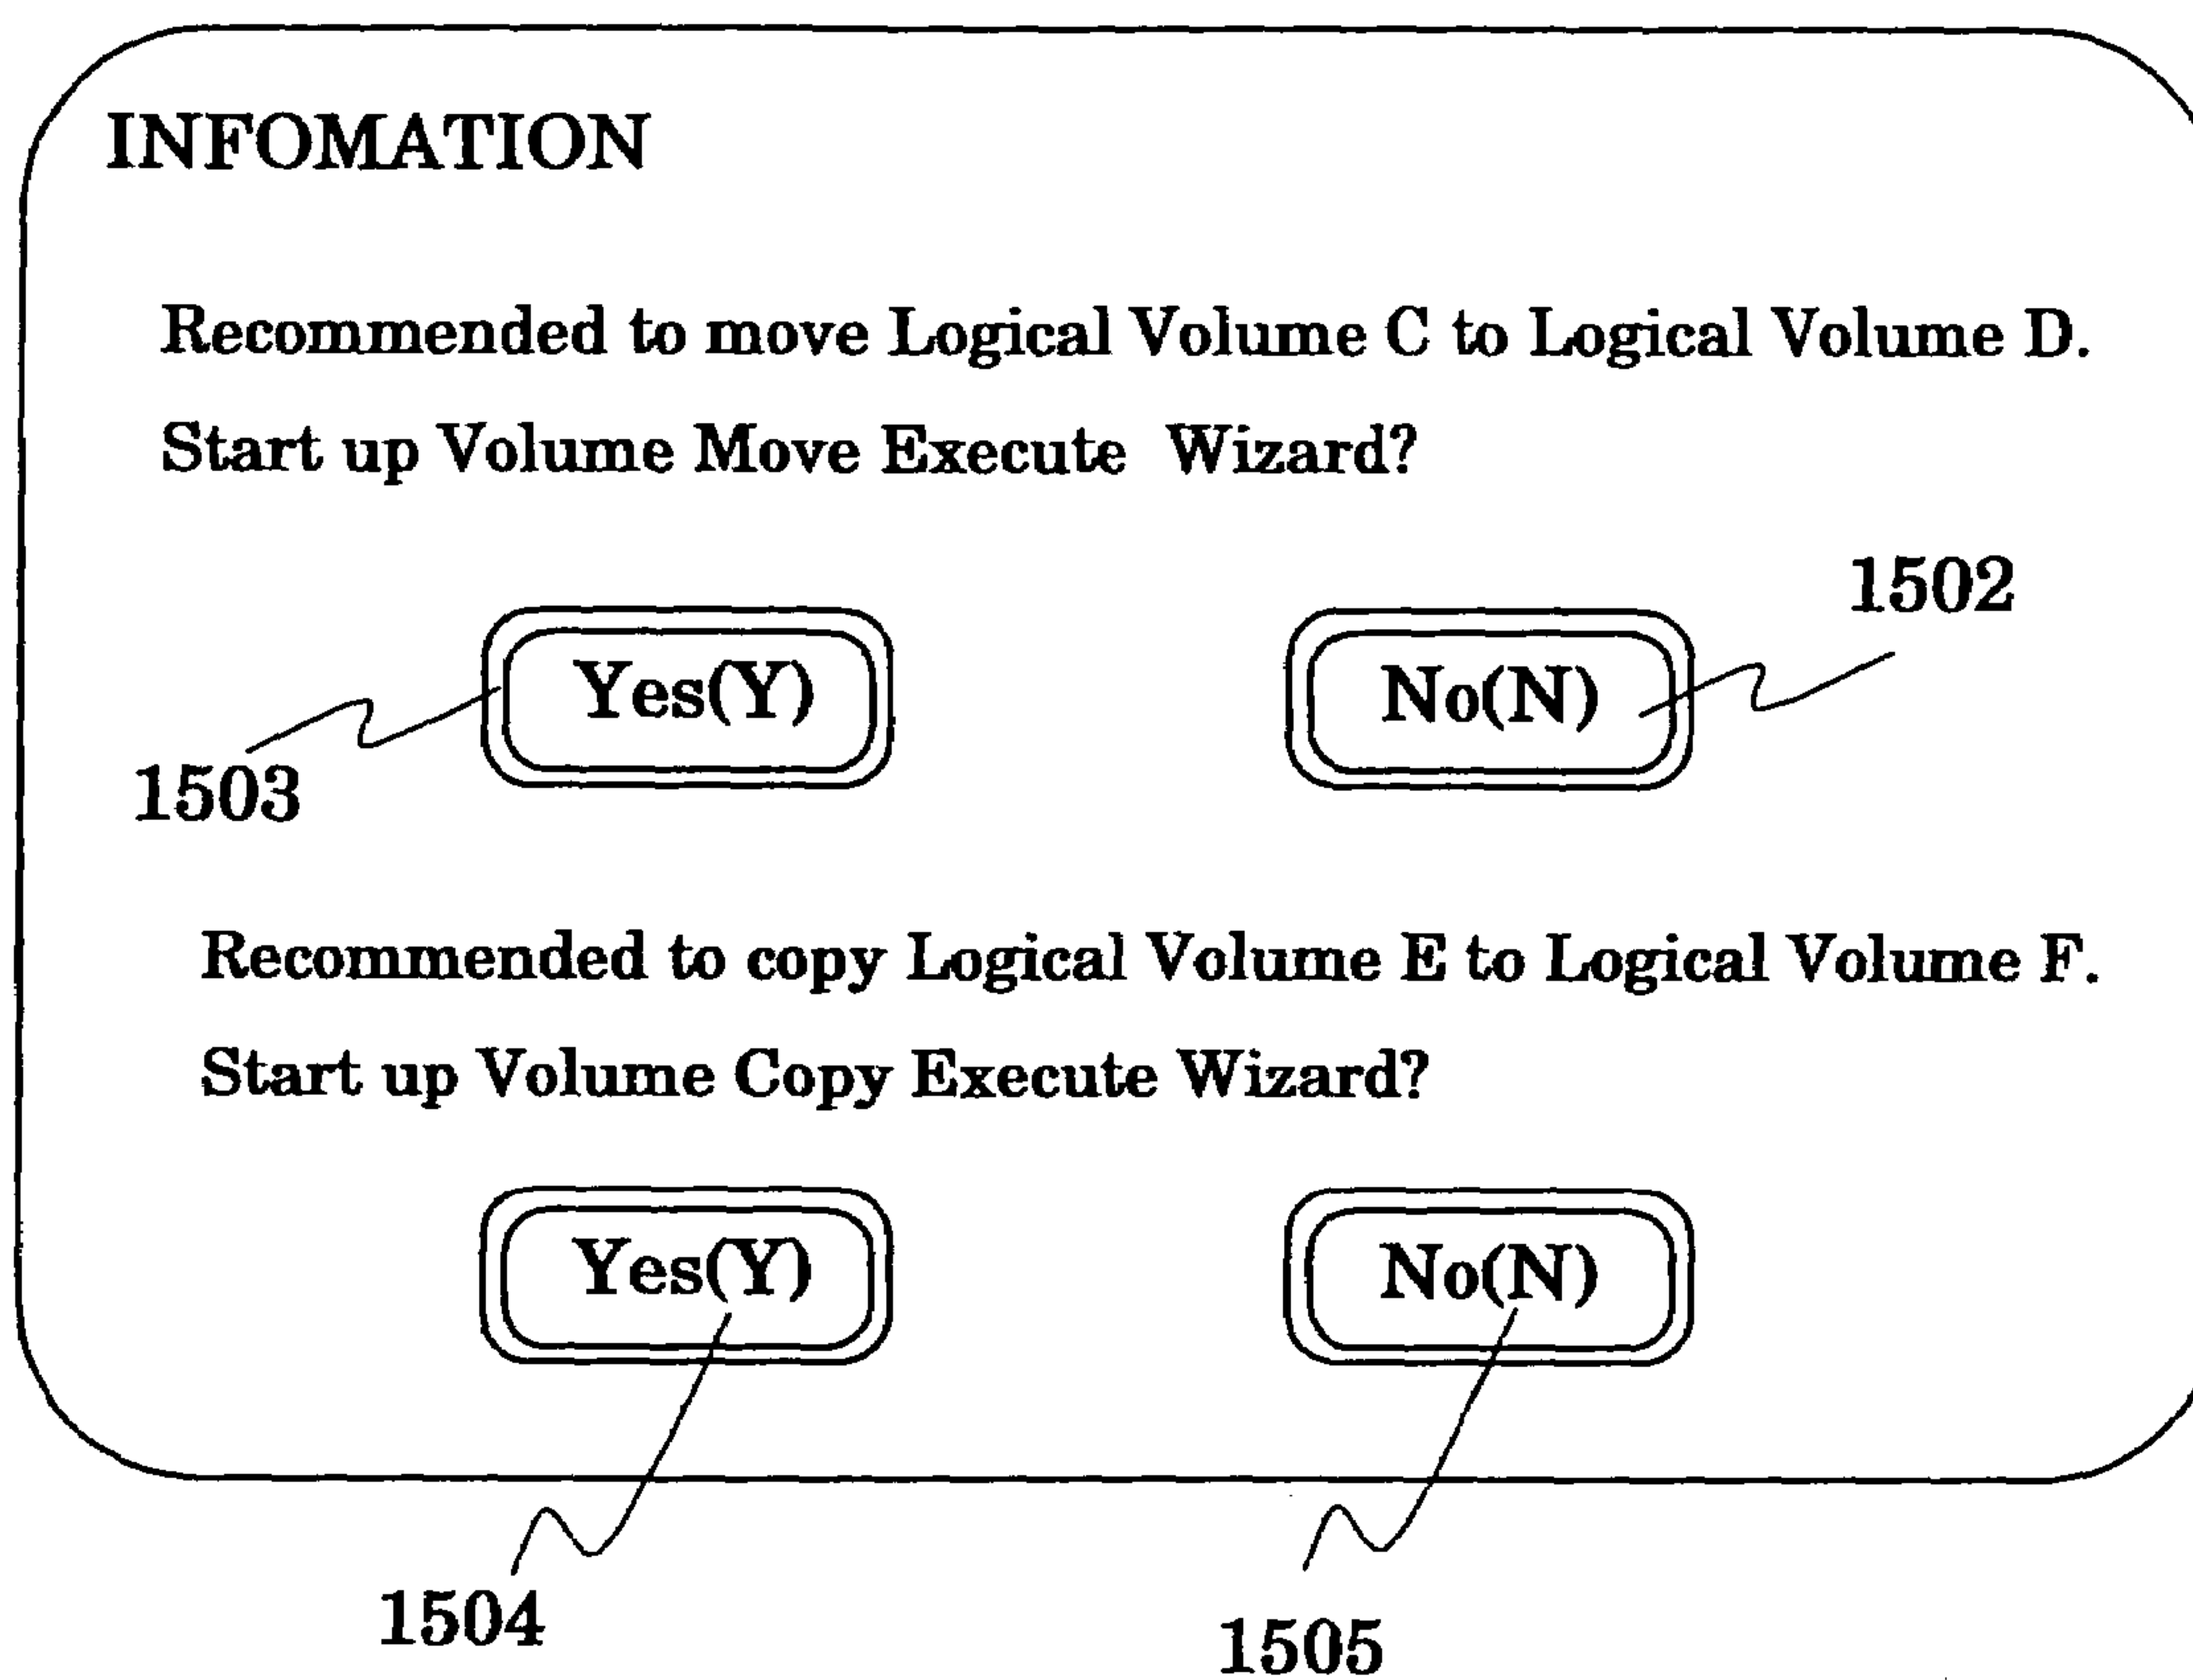 INFOMATION
Recommended to move Logical Volume C to Logical Volume D.
Start up Volume Move Execute Wizard?
1502
Yes(Y)
No(N)
1503
Recommended to copy Logical Volume E to Logical Volume F.
Start up Volume Copy Execute Wizard?
Yes(Y)
No(N)
1504
1505